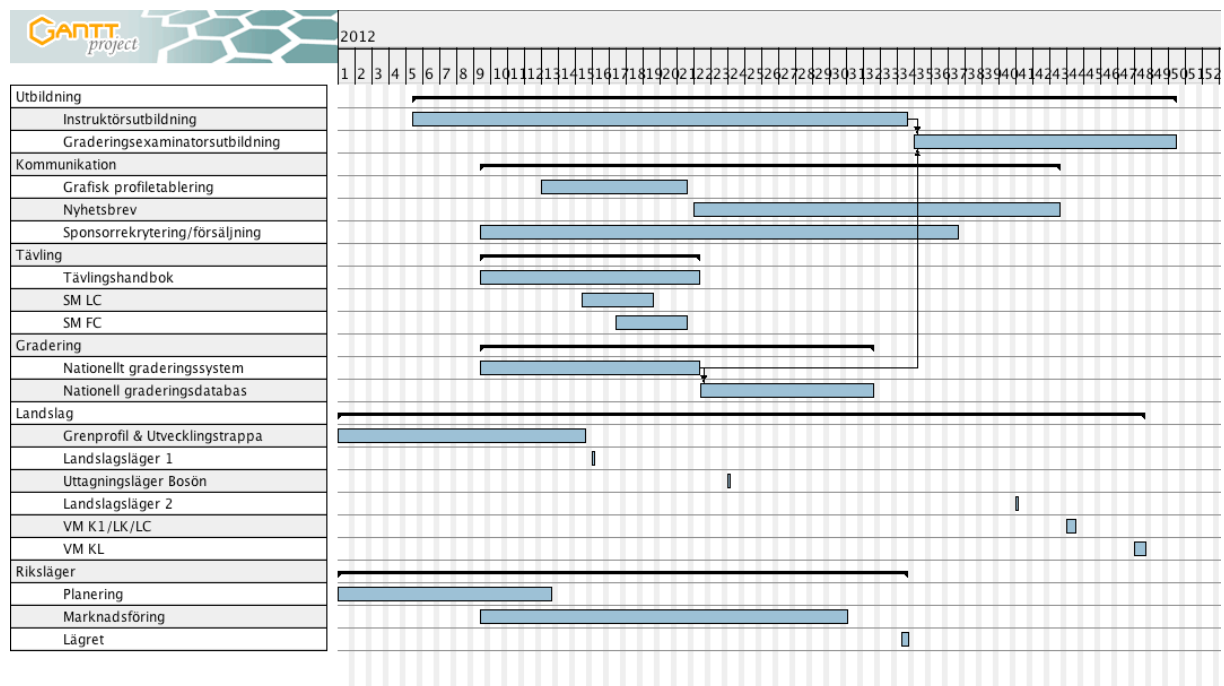 GANTT
project
2012
1 2 3 4 5 6 7 8 9 10 11 12 13 14 15 16 17 18 19 20 21 22 23 24 25 26 27 28 29 30 31 32 33 34 35 36 37 38 39 40 41 42 43 44 45 46 47 48 49 50 51 52
Utbildning
Instruktörsutbildning
Graderingsexaminatorsutbildning
Kommunikation
Grafisk profiletablering
Nyhetsbrev
Sponsorrekrytering/försäljning
Tävling
Tävlingshandbok
SM LC
SM FC
Gradering
Nationellt graderingssystem
Nationell graderingsdatabas
Landslag
Grenprofil & Utvecklingstrappa
Landslagsläger 1
Uttagningsläger Bosön
Landslagsläger 2
VM K1/LK/LC
VM KL
Riksläger
Planering
Marknadsföring
Lägret